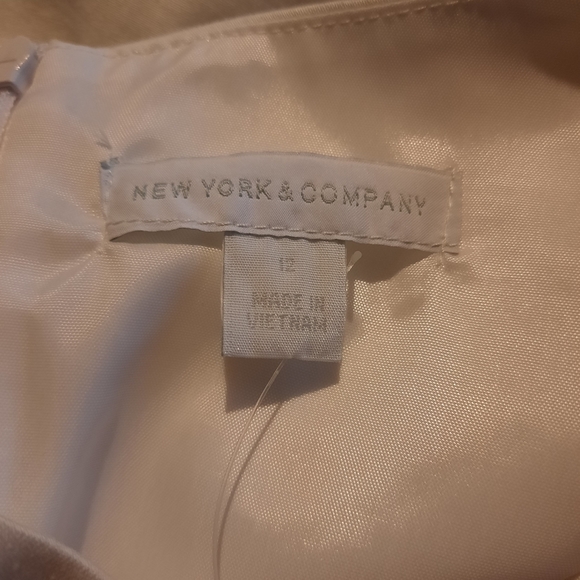 NEW YORK & COMPANY
12
MADE IN
VIETNAM